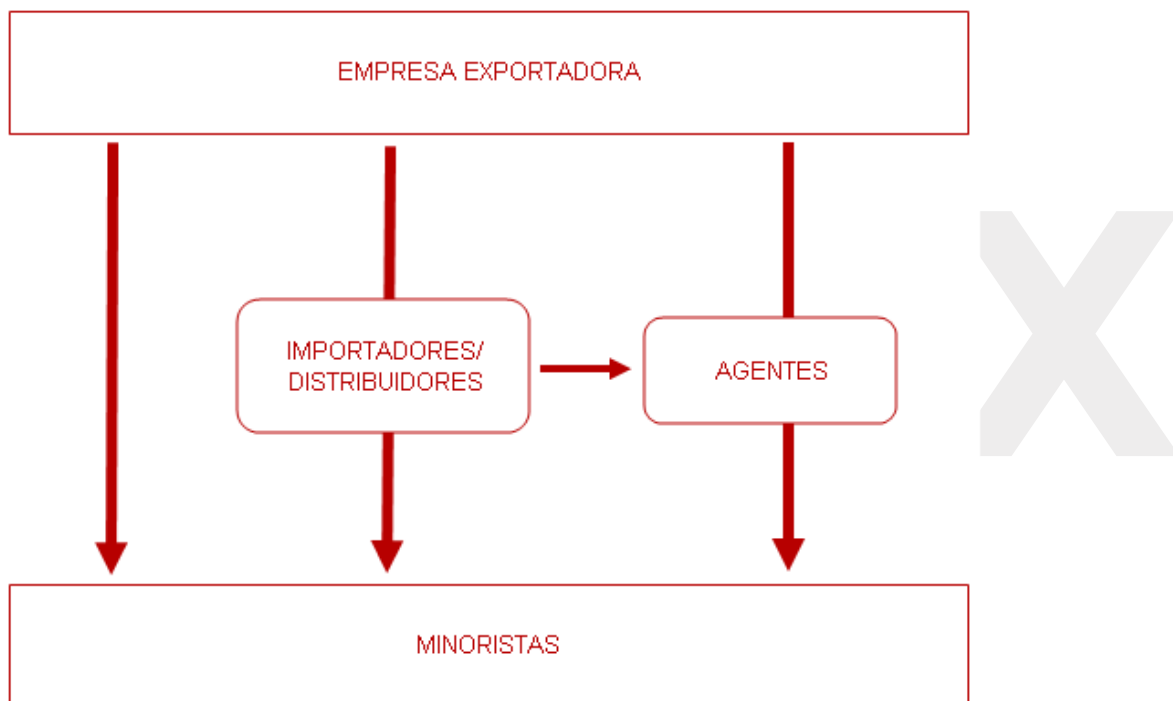 EMPRESA EXPORTADORA
IMPORTADORES/
DISTRIBUIDORES
AGENTES
MINORISTAS
X